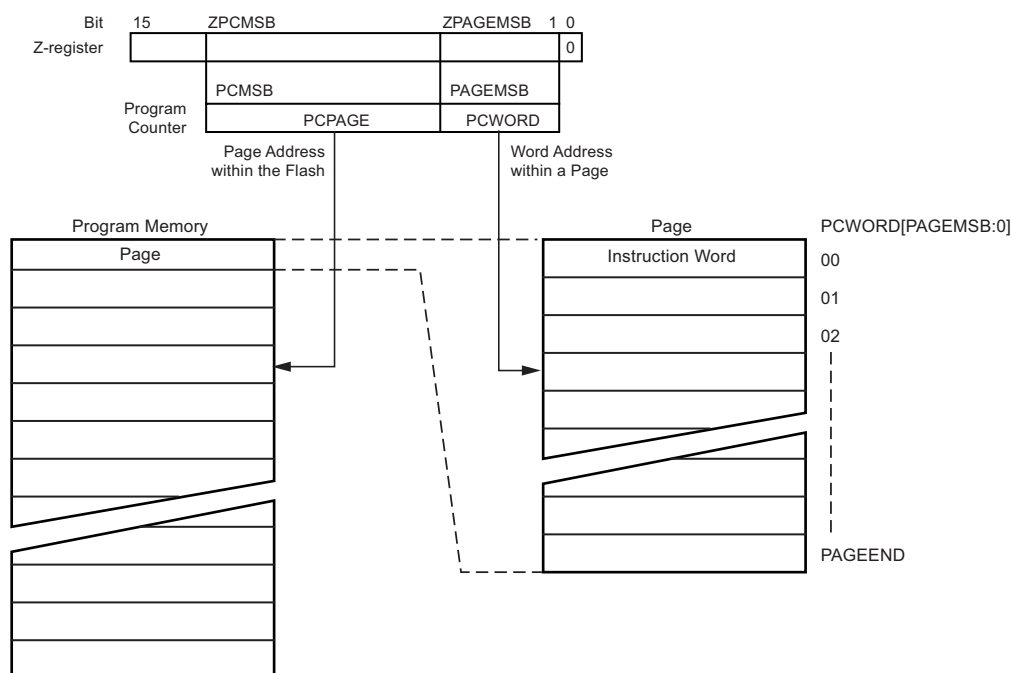 Bit 15 ZPCMSB ZPAGEMSB 1 0
Z-register 0
PCMSB PAGEMSB
Program
Counter
PCPAGE PCWORD
Page Address
within the Flash
Word Address
within a Page
Program Memory
Page
Page
Instruction Word
PCWORD[PAGEMSB:0]
00
01
02
PAGEEND